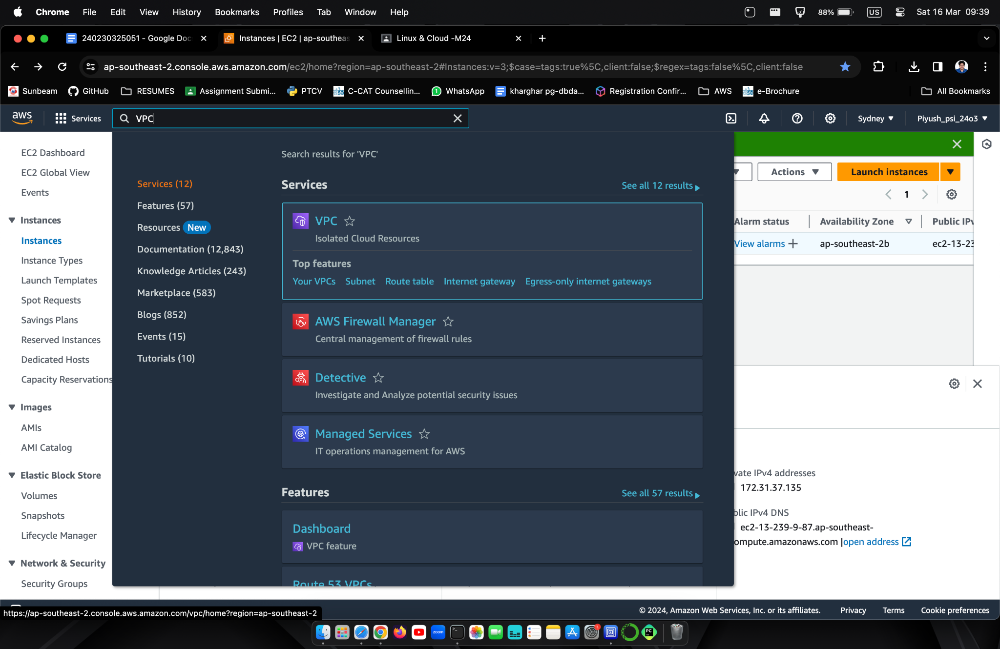 Chrome File Edit View History Bookmarks Profiles Tab Window Help
88% US Sat 16 Mar 09:39
240230325051 - Google Doc
Instances | EC2 | ap-southeas
Linux & Cloud -M24
ap-southeast-2.console.aws.amazon.com/ec2/home?region=ap-southeast-2#Instances:v=3;$case=tags:true%5C,client:false;$regex=tags:false%5C,client:false
Sunbeam GitHub RESUMES Assignment Submi... PTCV C-CAT Counsellin... WhatsApp kharghar pg-dbda... Registration Confir... AWS e-Brochure All Bookmarks
aws Services VPC Sydney Piyush_psi_24o3
EC2 Dashboard
EC2 Global View
Events
Instances
Instances
Instance Types
Launch Templates
Spot Requests
Savings Plans
Reserved Instances
Dedicated Hosts
Capacity Reservations
Images
AMIs
AMI Catalog
Elastic Block Store
Volumes
Snapshots
Lifecycle Manager
Network & Security
Security Groups
Services (12)
Features (57)
Resources New
Documentation (12,843)
Knowledge Articles (243)
Marketplace (583)
Blogs (852)
Events (15)
Tutorials (10)
Search results for 'VPC'
Services See all 12 results
VPC
Isolated Cloud Resources
Top features
Your VPCs Subnet Route table Internet gateway Egress-only internet gateways
AWS Firewall Manager
Central management of firewall rules
Detective
Investigate and Analyze potential security issues
Managed Services
IT operations management for AWS
Features See all 57 results
Dashboard
VPC feature
Route 53 VPCs
Actions Launch instances
1
Alarm status Availability Zone Public IPv
View alarms ap-southeast-2b ec2-13-23
vate IPv4 addresses
172.31.37.135
blic IPv4 DNS
ec2-13-239-9-87.ap-southeast-
ompute.amazonaws.com |open address
© 2024, Amazon Web Services, Inc. or its affiliates. Privacy Terms Cookie preferences
https://ap-southeast-2.console.aws.amazon.com/vpc/home?region=ap-southeast-2
zoom
1
PC